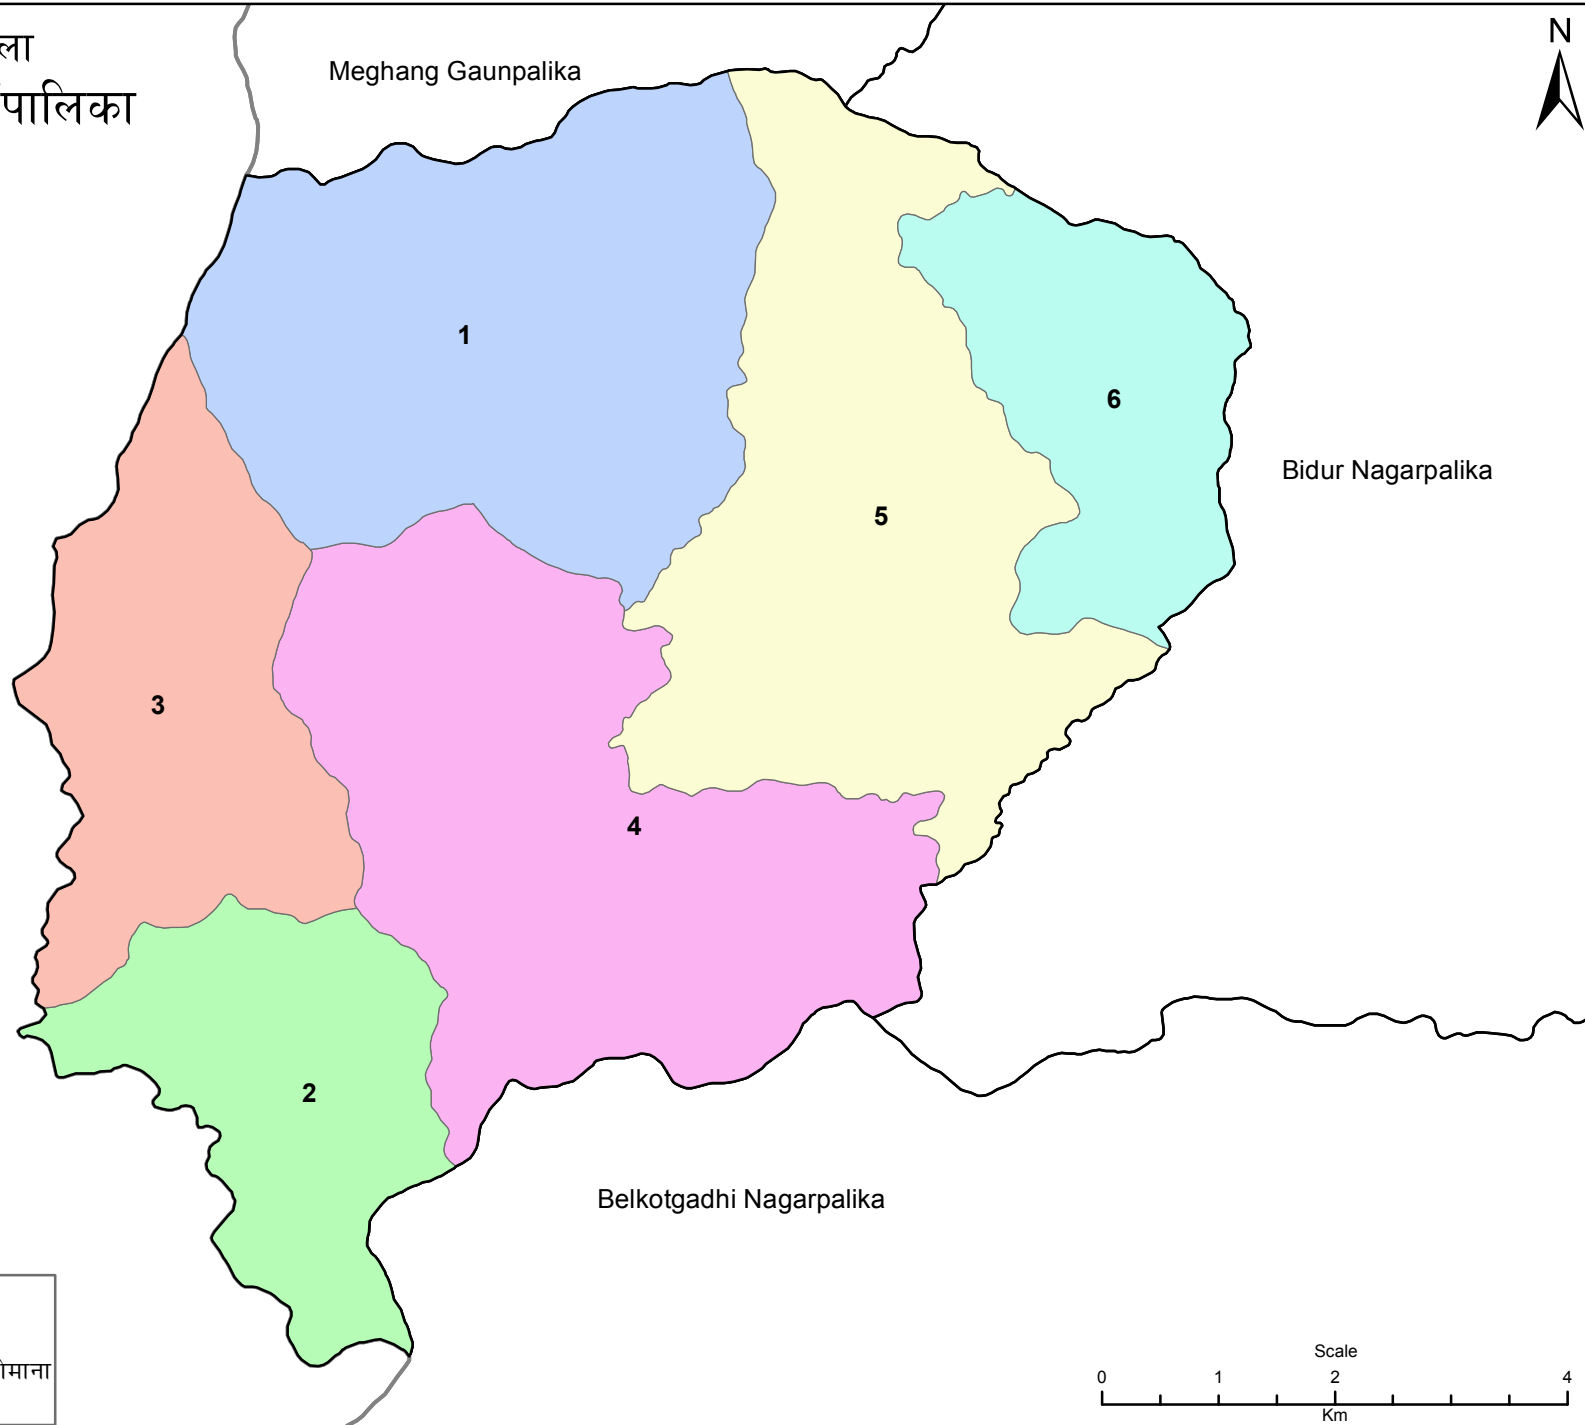 ला
पालिका
Meghang Gaunpalika
N
1
6
Bidur Nagarpalika
5
3
4
2
Belkotgadhi Nagarpalika
Scale
0 1 2 4
Km